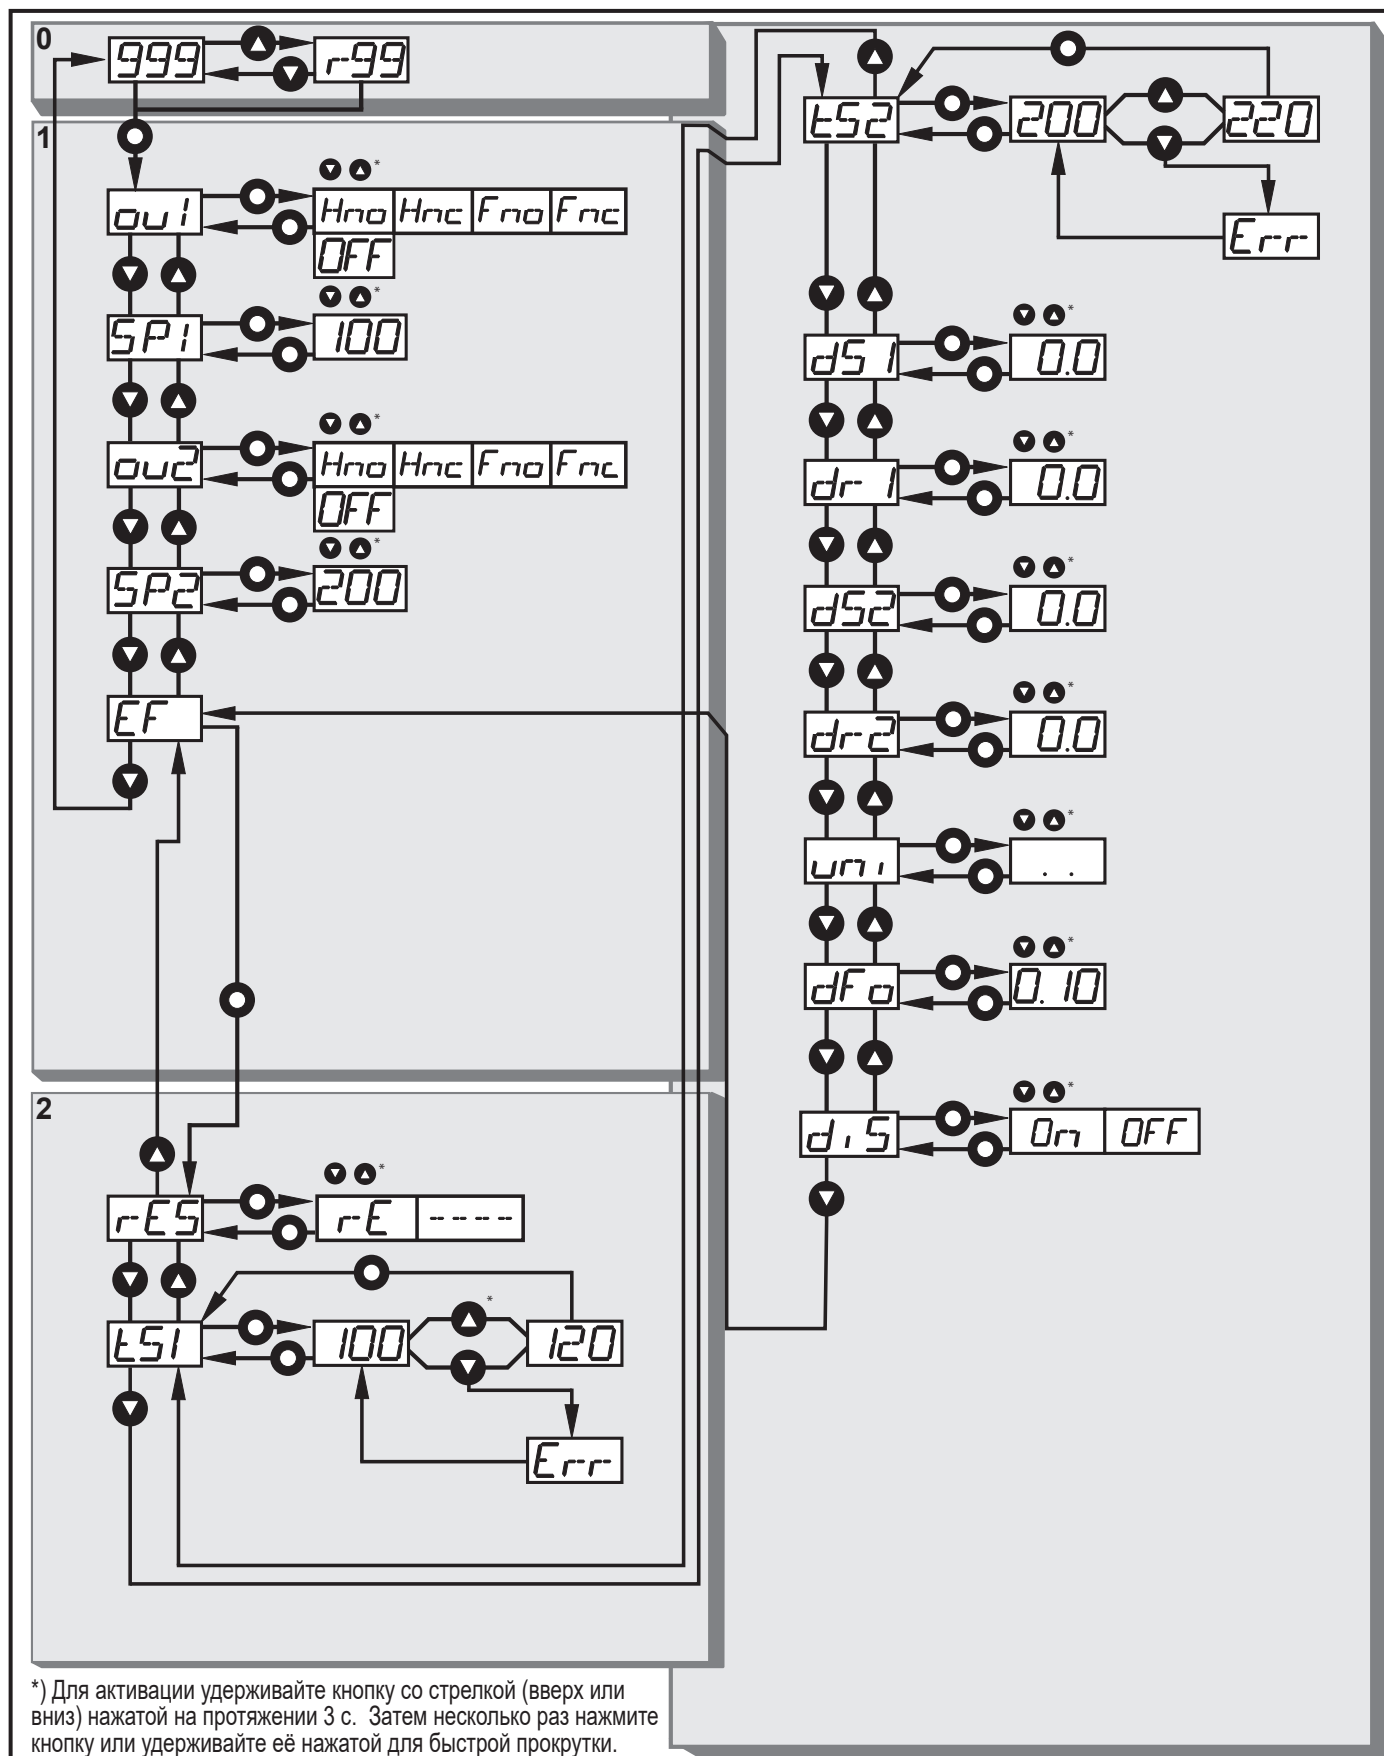 0
999 r99
1
ou1 Hno Hnc Fno Fnc
OFF
SP1 100
ou2 Hno Hnc Fno Fnc
OFF
SP2 200
EF
2
rES rE ----
tS1 100 120
Err
tS2 200 220
Err
dS1 0.0
dr1 0.0
dS2 0.0
dr2 0.0
uni . .
dFo 0.10
diS On OFF
*) Для активации удерживайте кнопку со стрелкой (вверх или
вниз) нажатой на протяжении 3 с. Затем несколько раз нажмите
кнопку или удерживайте её нажатой для быстрой прокрутки.